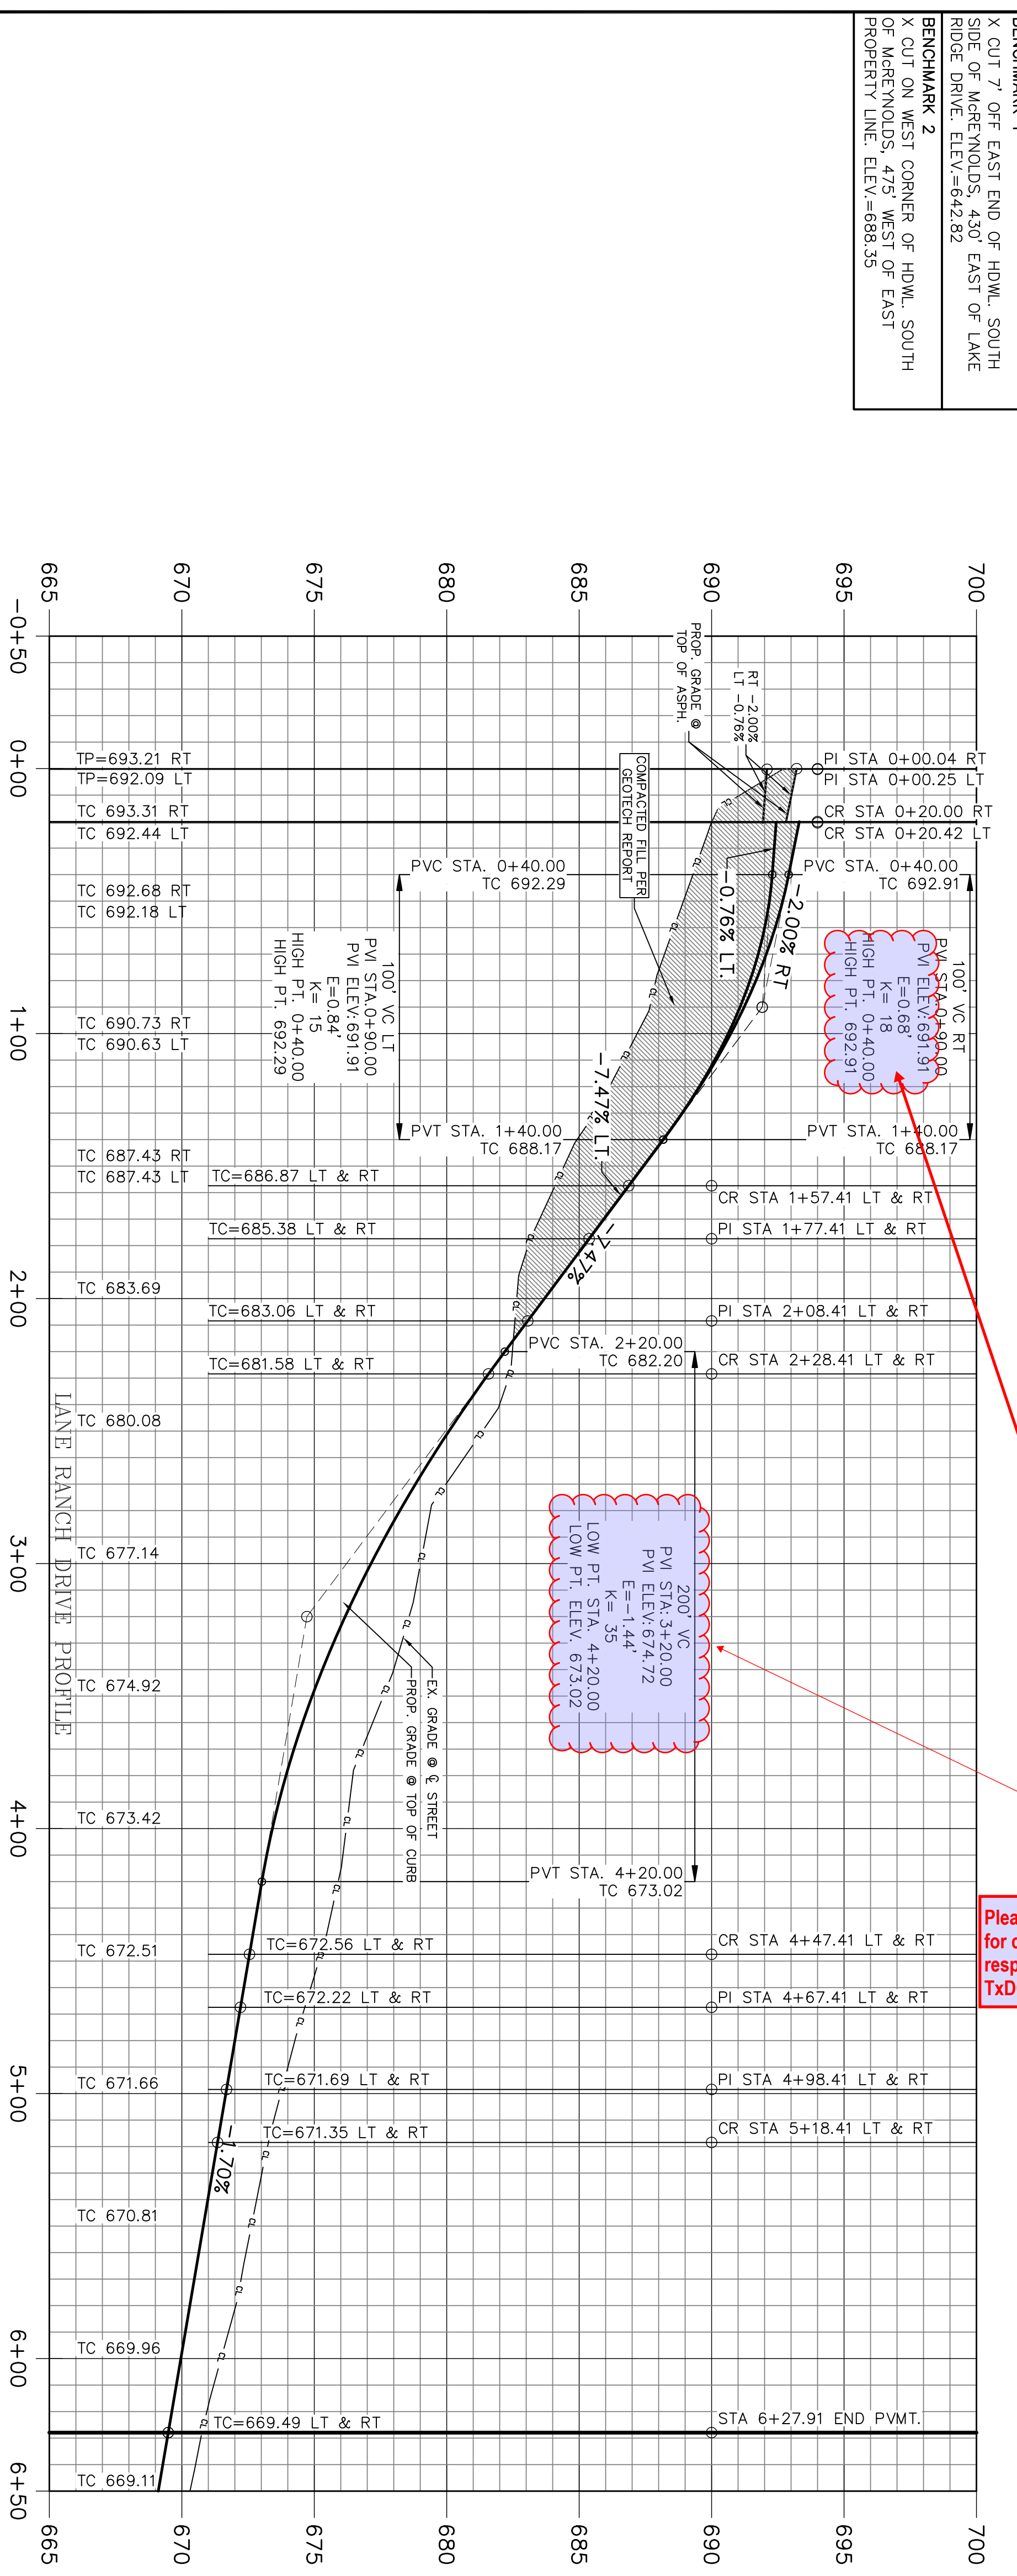 BENCHMARK 1
X CUT 7' OFF EAST END OF HDWL. SOUTH
SIDE OF McREYNOLDS, 430' EAST OF LAKE
RIDGE DRIVE. ELEV.=642.82
BENCHMARK 2
X CUT ON WEST CORNER OF HDWL. SOUTH
OF McREYNOLDS, 475' WEST OF EAST
PROPERTY LINE. ELEV.=688.35
700
695
690
685
680
675
670
665
PI STA 0+00.04 RT
PI STA 0+00.25 LT
CR STA 0+20.00 RT
CR STA 0+20.42 LT
PVC STA. 0+40.00
TC 692.91
100' VC RT
PVI STA.0+90.00
PVI ELEV:691.91
E=0.68'
K= 18
HIGH PT. 0+40.00
HIGH PT. 692.91
PVT STA. 1+40.00
TC 688.17
RT -2.00%
LT -0.76%
PROP. GRADE @
TOP OF ASPH.
COMPACTED FILL PER
GEOTECH REPORT
-2.00% RT
-0.76% LT.
-7.47% LT.
-7.47%
PVC STA. 0+40.00
TC 692.29
100' VC LT
PVI STA.0+90.00
PVI ELEV:691.91
E=0.84'
K= 15
HIGH PT. 0+40.00
HIGH PT. 692.29
PVT STA. 1+40.00
TC 688.17
CR STA 1+57.41 LT & RT
TC=686.87 LT & RT
PI STA 1+77.41 LT & RT
TC=685.38 LT & RT
PI STA 2+08.41 LT & RT
TC=683.06 LT & RT
CR STA 2+28.41 LT & RT
TC=681.58 LT & RT
PVC STA. 2+20.00
TC 682.20
200' VC
PVI STA:3+20.00
PVI ELEV:674.72
E=-1.44'
K= 35
LOW PT. STA. 4+20.00
LOW PT. ELEV. 673.02
EX. GRADE @ ℄ STREET
PROP. GRADE @ TOP OF CURB
PVT STA. 4+20.00
TC 673.02
Plea
for c
resp
TxD
CR STA 4+47.41 LT & RT
TC=672.56 LT & RT
PI STA 4+67.41 LT & RT
TC=672.22 LT & RT
PI STA 4+98.41 LT & RT
TC=671.69 LT & RT
CR STA 5+18.41 LT & RT
TC=671.35 LT & RT
-1.70%
STA 6+27.91 END PVMT.
TC=669.49 LT & RT
TP=693.21 RT
TP=692.09 LT
TC 693.31 RT
TC 692.44 LT
TC 692.68 RT
TC 692.18 LT
TC 690.73 RT
TC 690.63 LT
TC 687.43 RT
TC 687.43 LT
TC 683.69
TC 680.08
TC 677.14
TC 674.92
TC 673.42
TC 672.51
TC 671.66
TC 670.81
TC 669.96
TC 669.11
LANE RANCH DRIVE PROFILE
-0+50
0+00
1+00
2+00
3+00
4+00
5+00
6+00
6+50
700
695
690
685
680
675
670
665